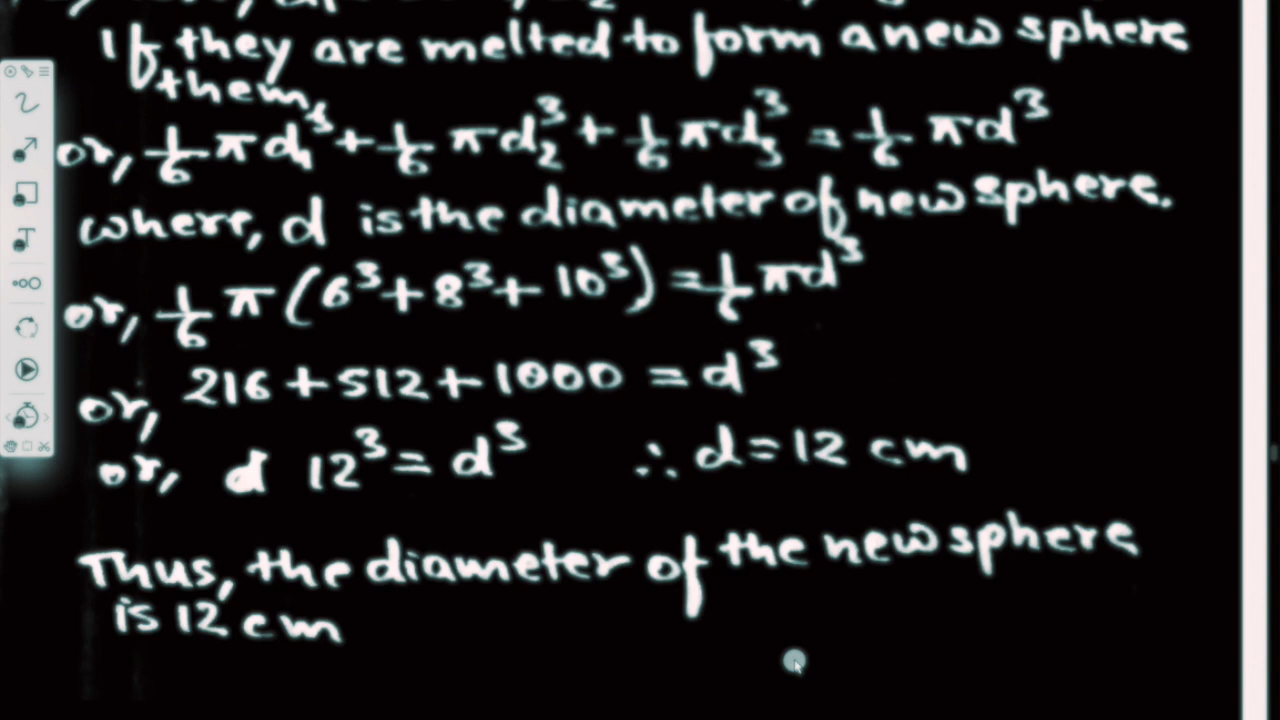 If they are melted to form a new sphere
them,
or, 1/6 πd₁³ + 1/6 πd₂³ + 1/6 πd₃³ = 1/6 πd³
where, d is the diameter of new sphere.
or, 1/6 π(6³+8³+10³) = 1/6 πd³
or, 216+512+1000 = d³
or, d 12³ = d³ ∴ d = 12 cm
Thus, the diameter of the new sphere
is 12 cm